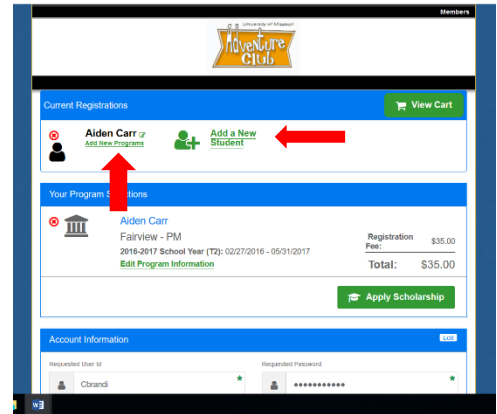 Members
University of Missouri
Adventure
Club
Current Registrations
View Cart
Aiden Carr
Add New Programs
Add a New
Student
Your Program S ctions
Aiden Carr
Fairview - PM
2016-2017 School Year (T2): 02/27/2016 - 05/31/2017
Edit Program Information
Registration
Fee:
$35.00
Total: $35.00
Apply Scholarship
Account Information
Edit
Requested User Id
Requested Password
Cbrandi